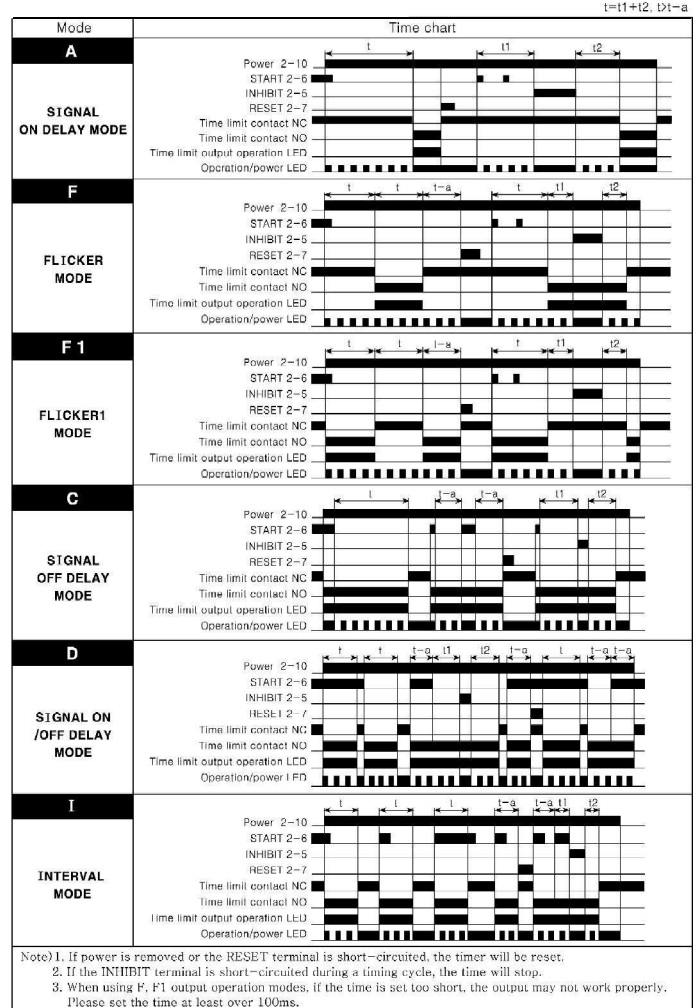 t=t1+t2, t>t-a
Mode Time chart
A
SIGNAL
ON DELAY MODE
t t1 t2
Power 2-10
START 2-6
INHIBIT 2-5
RESET 2-7
Time limit contact NC
Time limit contact NO
Time limit output operation LED
Operation/power LED
F
FLICKER
MODE
t t t-a t t1 t2
Power 2-10
START 2-6
INHIBIT 2-5
RESET 2-7
Time limit contact NC
Time limit contact NO
Time limit output operation LED
Operation/power LED
F1
FLICKER1
MODE
t t t-a t t1 t2
Power 2-10
START 2-6
INHIBIT 2-5
RESET 2-7
Time limit contact NC
Time limit contact NO
Time limit output operation LED
Operation/power LED
C
SIGNAL
OFF DELAY
MODE
t t-a t-a t1 t2
Power 2-10
START 2-6
INHIBIT 2-5
RESET 2-7
Time limit contact NC
Time limit contact NO
Time limit output operation LED
Operation/power LED
D
SIGNAL ON
/OFF DELAY
MODE
t t t-a t1 t2 t-a t t-a t-a
Power 2-10
START 2-6
INHIBIT 2-5
RESET 2-7
Time limit contact NC
Time limit contact NO
Time limit output operation LED
Operation/power LED
I
INTERVAL
MODE
t t t t-a t-a t1 t2
Power 2-10
START 2-6
INHIBIT 2-5
RESET 2-7
Time limit contact NC
Time limit contact NO
Time limit output operation LED
Operation/power LED
Note) 1. If power is removed or the RESET terminal is short-circuited, the timer will be reset.
2. If the INHIBIT terminal is short-circuited during a timing cycle, the time will stop.
3. When using F, F1 output operation modes, if the time is set too short, the output may not work properly.
Please set the time at least over 100ms.